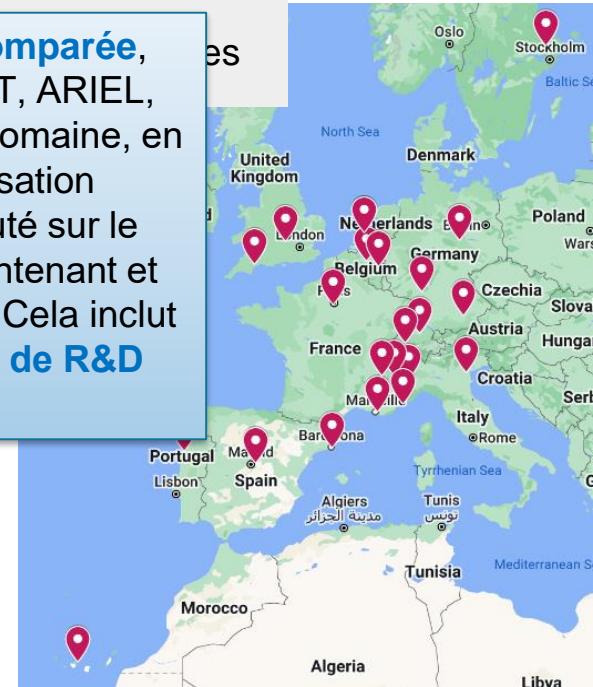 es
omparée,
T, ARIEL,
omaine, en
sation
uté sur le
ntenant et
Cela inclut
de R&D
Oslo
Stockholm
Baltic Se
North Sea
Denmark
United
Kingdom
London
Netherlands
Poland
Wars
Belgium
Germany
Czechia
Slova
Austria
Hungar
France
Croatia
Serb
Italy
Rome
Barcelona
Portugal
Madrid
Lisbon
Spain
Tyrrhenian Sea
Algiers
مدينة الجزائر
Tunis
تونس
Tunisia
Mediterranean S
Morocco
Algeria
Libya